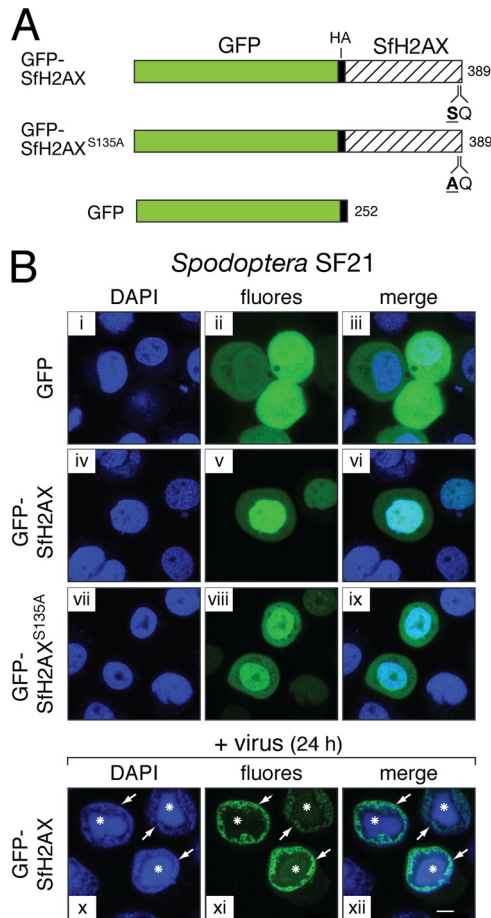 A
GFP HA SfH2AX
GFP-
SfH2AX
389
SQ
GFP-
SfH2AX^S135A
389
AQ
GFP
252
B
Spodoptera SF21
DAPI fluores merge
GFP
i ii iii
GFP-
SfH2AX
iv v vi
GFP-
SfH2AX^S135A
vii viii ix
+ virus (24 h)
DAPI fluores merge
GFP-
SfH2AX
* * * * * * * * *
x xi xii